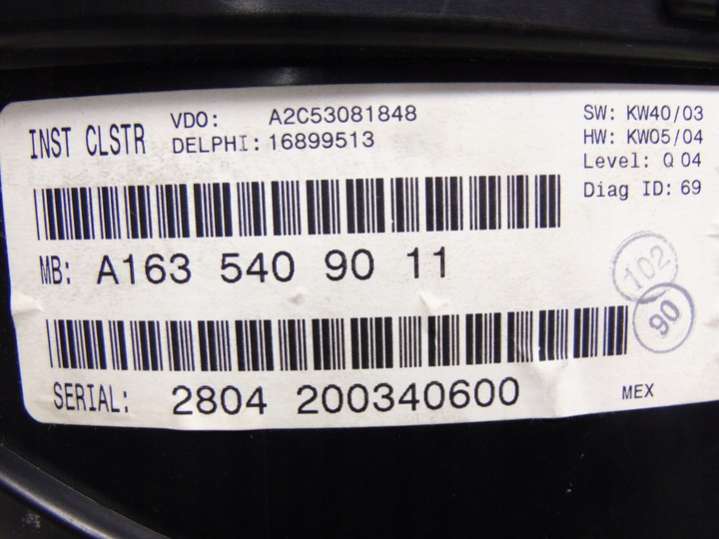 INST CLSTR
VDO: A2C53081848
DELPHI: 16899513
SW: KW40/03
HW: KW05/04
Level: Q 04
Diag ID: 69
MB: A163 540 90 11
102
90
SERIAL: 2804 200340600
MEX